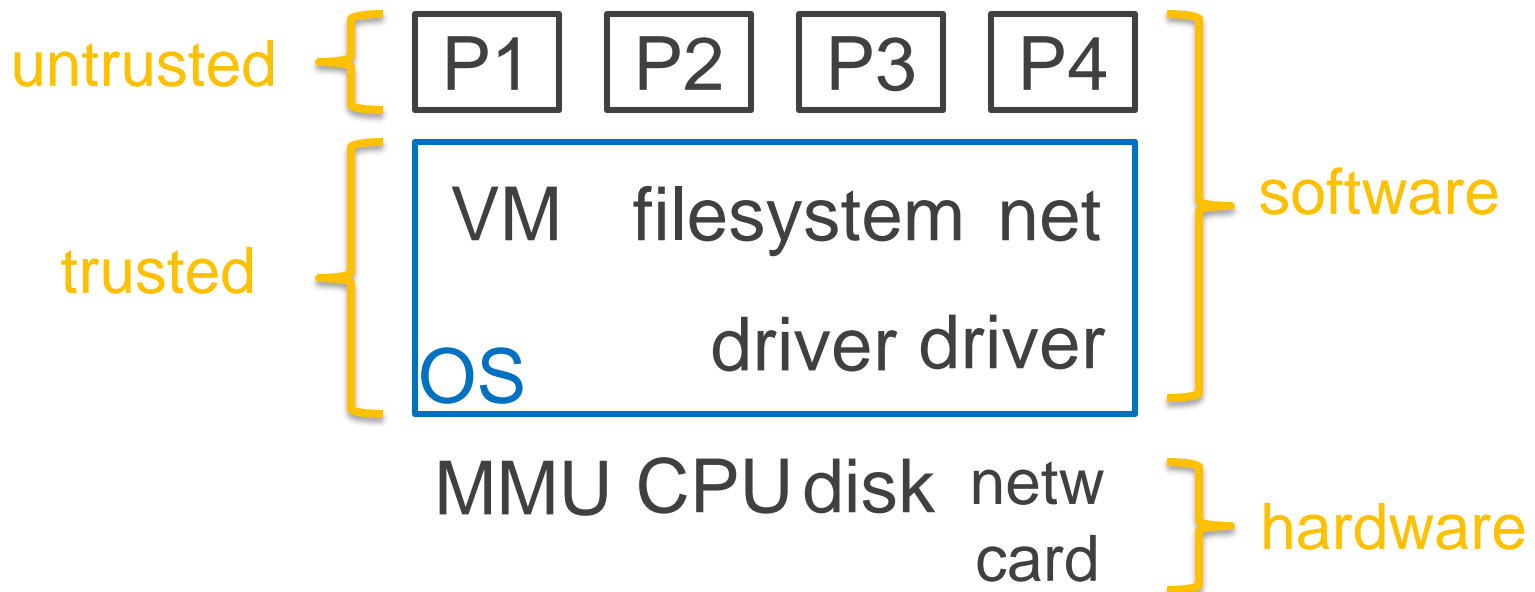 untrusted
P1 P2 P3 P4
software
VM filesystem net
trusted
driver driver
OS
MMU CPU disk netw
card
hardware